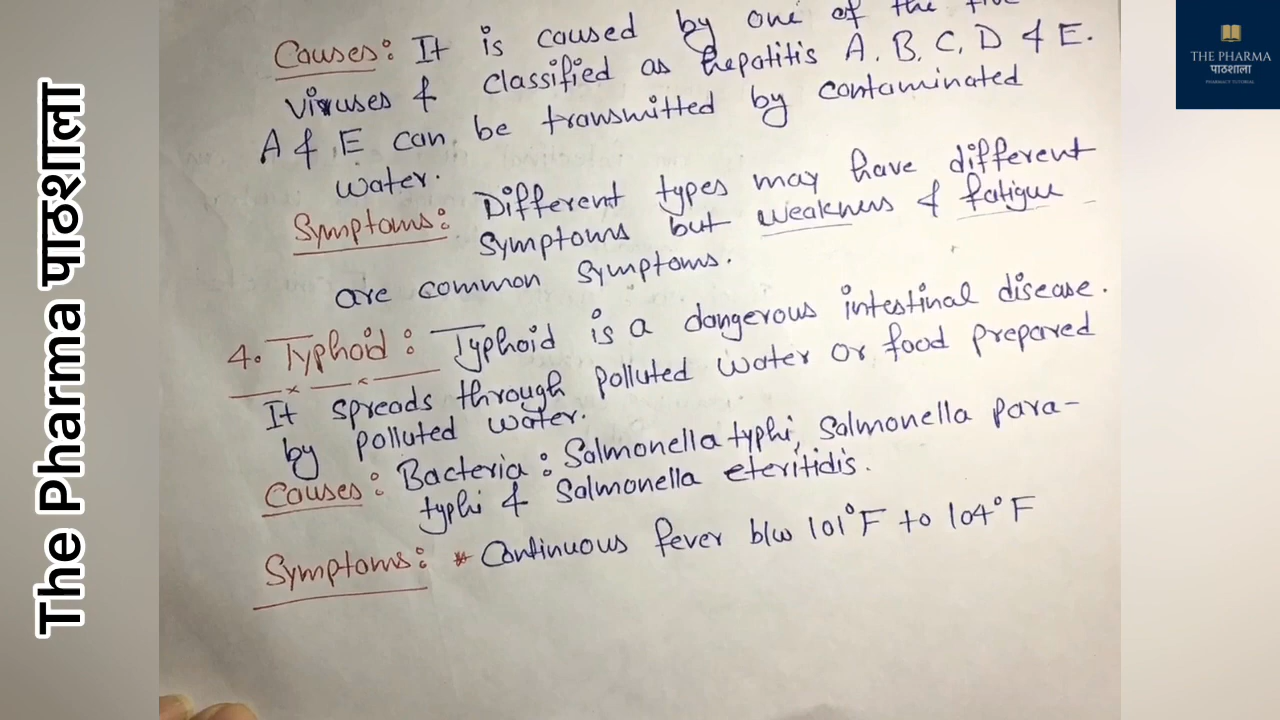 The Pharma पाठशाला
THE PHARMA
पाठशाला
PHARMACY TUTORIAL
Causes: It is caused by one of the five
viruses & classified as hepatitis A, B, C, D & E.
A & E can be transmitted by contaminated
water.
Symptoms: Different types may have different
symptoms but weakness & fatigue
are common symptoms.
4. Typhoid: Typhoid is a dangerous intestinal disease.
It spreads through polluted water or food prepared
by polluted water.
Causes: Bacteria: Salmonella typhi, Salmonella para-
typhi & Salmonella eteritidis.
Symptoms: * Continuous fever b/w 101°F to 104°F